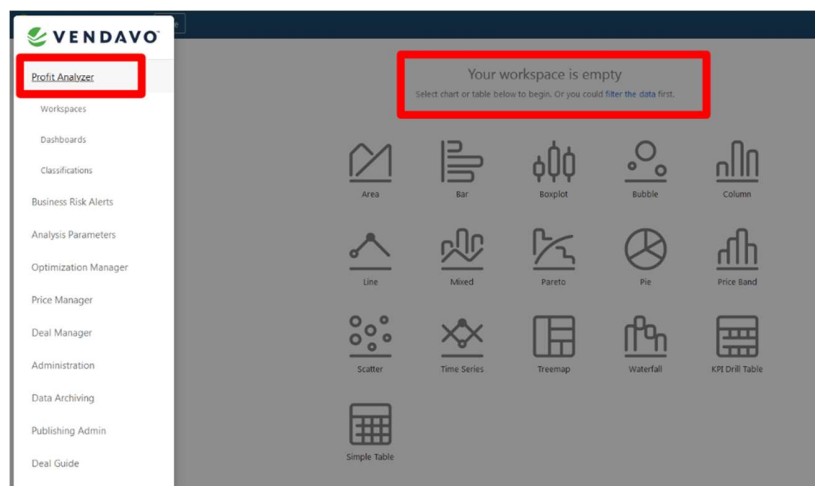 VENDAVO
Profit Analyzer
Workspaces
Dashboards
Classifications
Business Risk Alerts
Analysis Parameters
Optimization Manager
Price Manager
Deal Manager
Administration
Data Archiving
Publishing Admin
Deal Guide
Your workspace is empty
Select chart or table below to begin. Or you could filter the data first.
Area
Bar
Boxplot
Bubble
Column
Line
Mixed
Pareto
Pie
Price Band
Scatter
Time Series
Treemap
Waterfall
KPI Drill Table
Simple Table